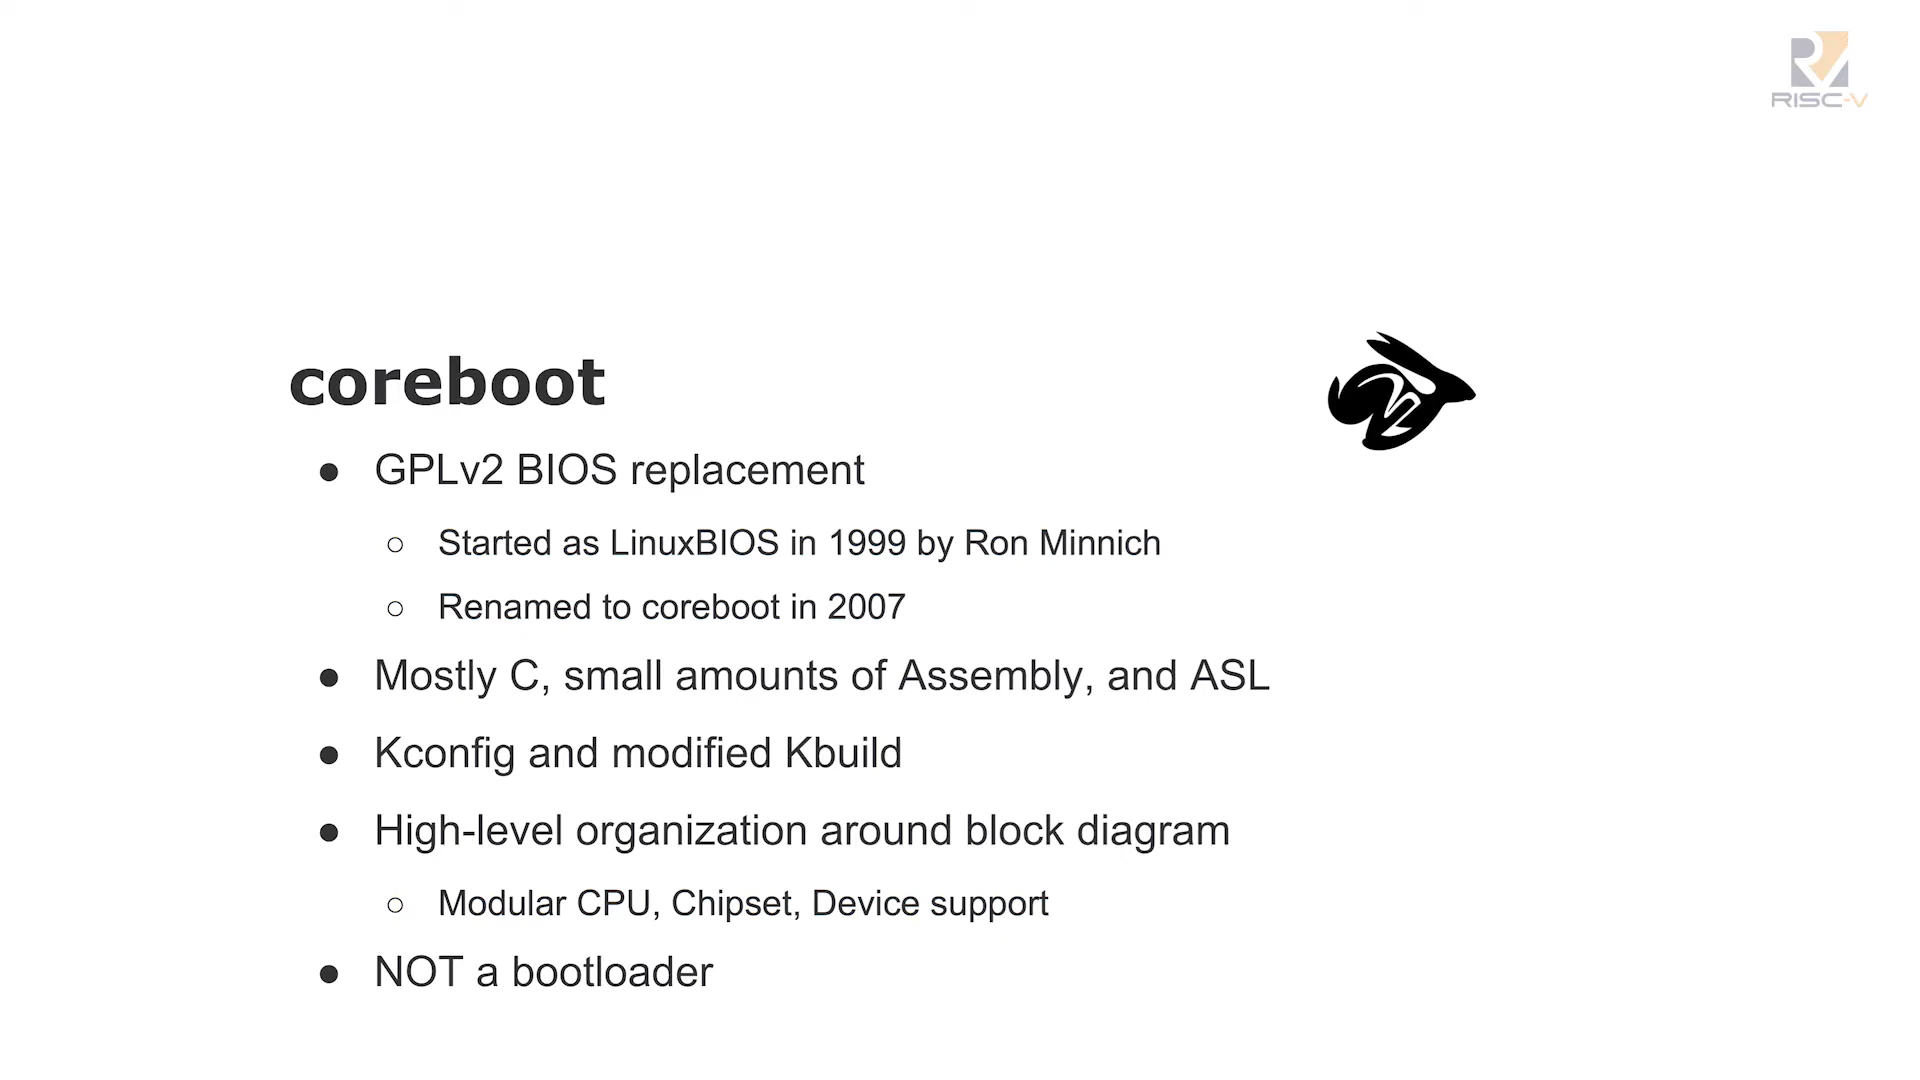 RISC-V
coreboot
● GPLv2 BIOS replacement
○ Started as LinuxBIOS in 1999 by Ron Minnich
○ Renamed to coreboot in 2007
● Mostly C, small amounts of Assembly, and ASL
● Kconfig and modified Kbuild
● High-level organization around block diagram
○ Modular CPU, Chipset, Device support
● NOT a bootloader